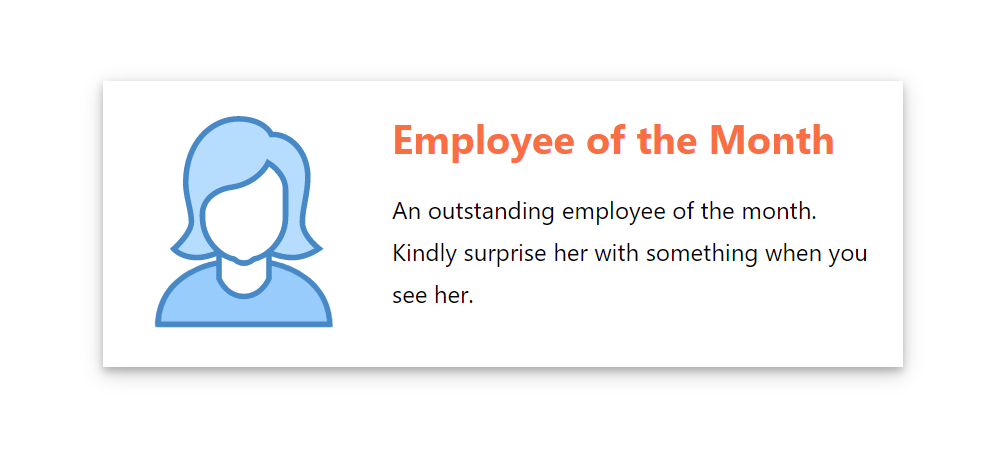 Employee of the Month
An outstanding employee of the month.
Kindly surprise her with something when you
see her.